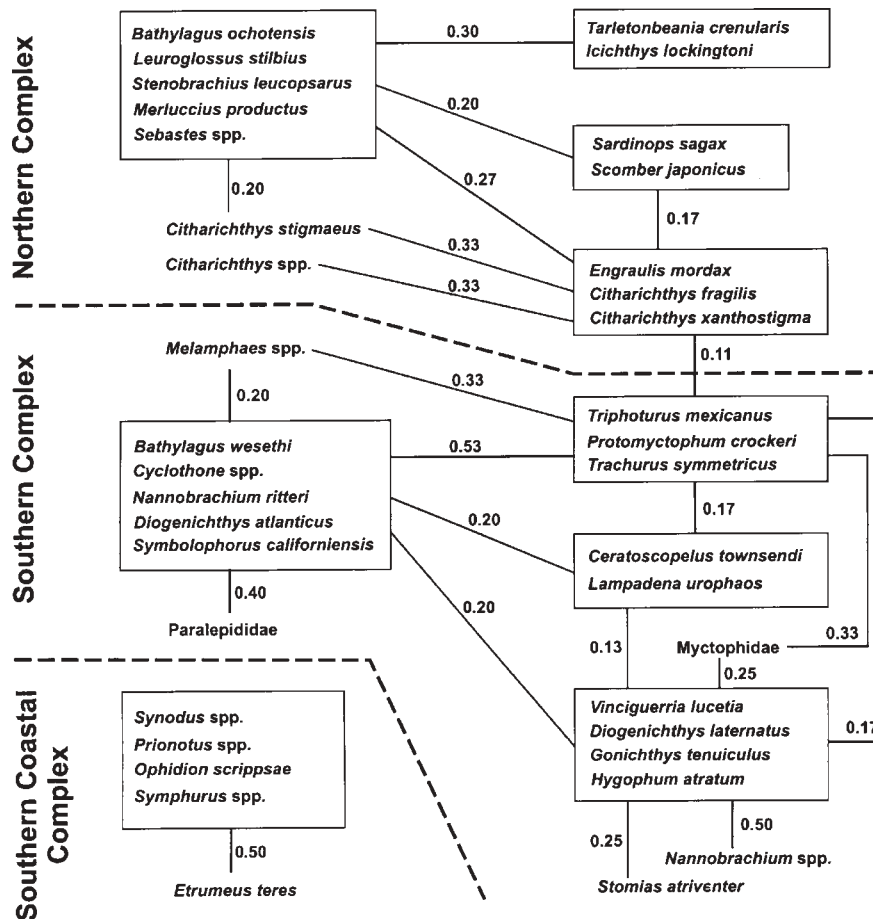 Northern Complex
Bathylagus ochotensis
Leuroglossus stilbius
Stenobrachius leucopsarus
Merluccius productus
Sebastes spp.
0.30
Tarletonbeania crenularis
Icichthys lockingtoni
0.20
Sardinops sagax
Scomber japonicus
0.27
0.20
0.17
Citharichthys stigmaeus
0.33
Citharichthys spp.
0.33
Engraulis mordax
Citharichthys fragilis
Citharichthys xanthostigma
0.11
Southern Complex
Melamphaes spp.
0.33
0.20
Triphoturus mexicanus
Protomyctophum crockeri
Trachurus symmetricus
Bathylagus wesethi
Cyclothone spp.
Nannobrachium ritteri
Diogenichthys atlanticus
Symbolophorus californiensis
0.53
0.17
0.20
Ceratoscopelus townsendi
Lampadena urophaos
0.40
Paralepididae
0.20
0.13
Myctophidae
0.33
0.25
Vinciguerria lucetia
Diogenichthys laternatus
Gonichthys tenuiculus
Hygophum atratum
0.17
0.25
0.50
Nannobrachium spp.
Stomias atriventer
Southern Coastal
Complex
Synodus spp.
Prionotus spp.
Ophidion scrippsae
Symphurus spp.
0.50
Etrumeus teres